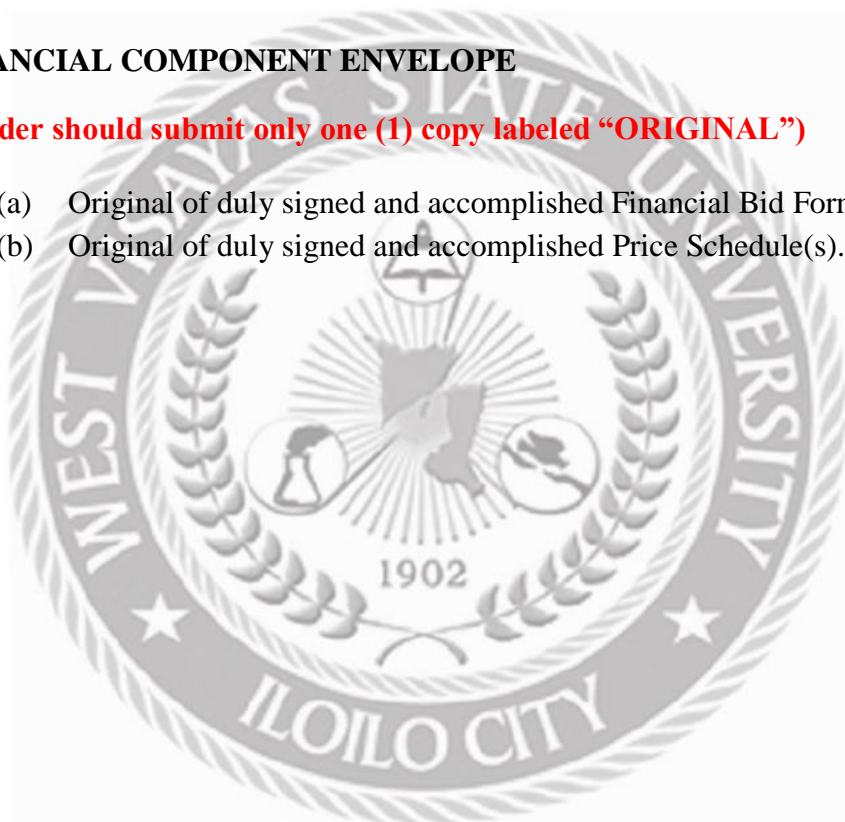 ANCIAL COMPONENT ENVELOPE
der should submit only one (1) copy labeled “ORIGINAL”)
(a) Original of duly signed and accomplished Financial Bid For
(b) Original of duly signed and accomplished Price Schedule(s).
WEST VISAYAS STATE UNIVERSITY
1902
ILOILO CITY